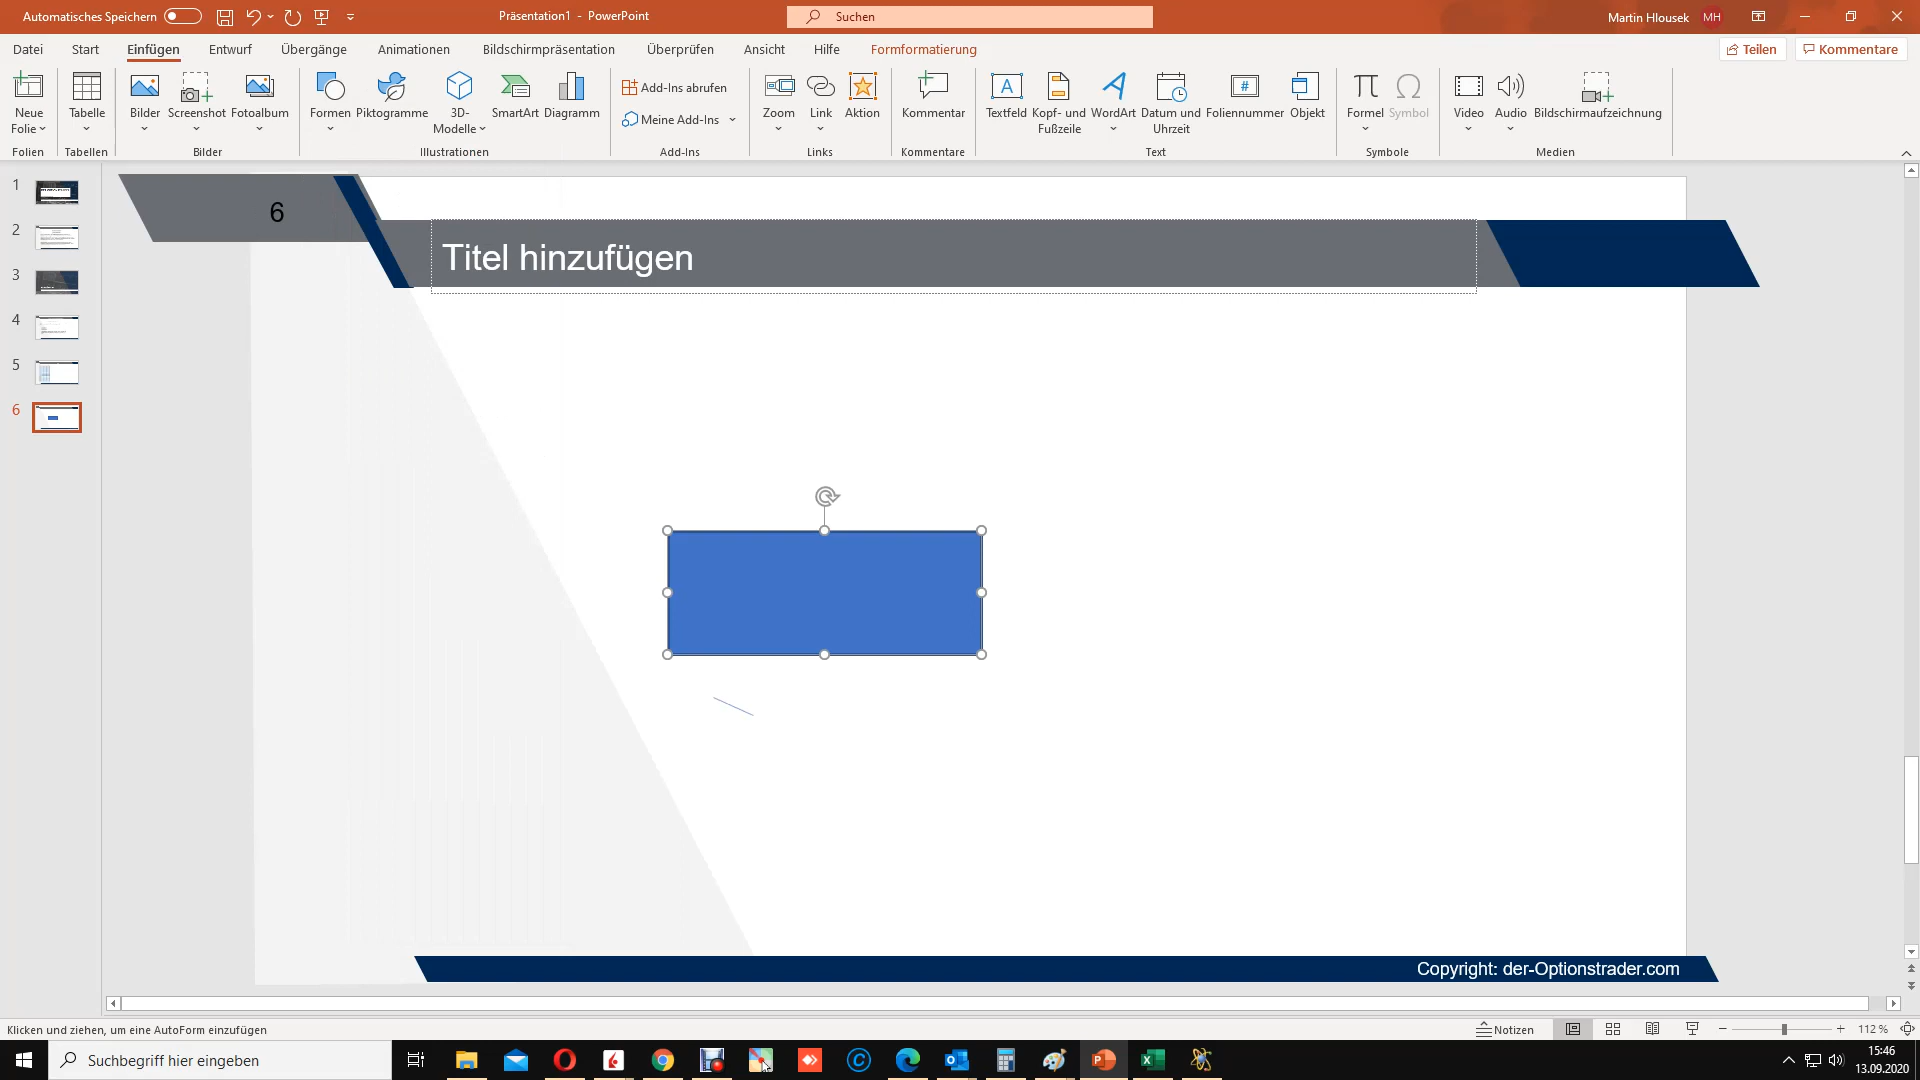 Automatisches Speichern
Präsentation1 - PowerPoint
Suchen
Martin Hlousek MH
Datei Start Einfügen Entwurf Übergänge Animationen Bildschirmpräsentation Überprüfen Ansicht Hilfe Formformatierung Teilen Kommentare
Neue Folie
Tabelle
Bilder
Screenshot
Fotoalbum
Formen
Piktogramme
3D-Modelle
SmartArt
Diagramm
Add-Ins abrufen
Meine Add-Ins
Zoom
Link
Aktion
Kommentar
Textfeld
Kopf- und Fußzeile
WordArt
Datum und Uhrzeit
Foliennummer
Objekt
Formel
Symbol
Video
Audio
Bildschirmaufzeichnung
Folien Tabellen Bilder Illustrationen Add-Ins Links Kommentare Text Symbole Medien
1
2
3
4
5
6
6
Titel hinzufügen
Copyright: der-Optionstrader.com
Klicken und ziehen, um eine AutoForm einzufügen
Notizen
112 %
Suchbegriff hier eingeben
15:46
13.09.2020